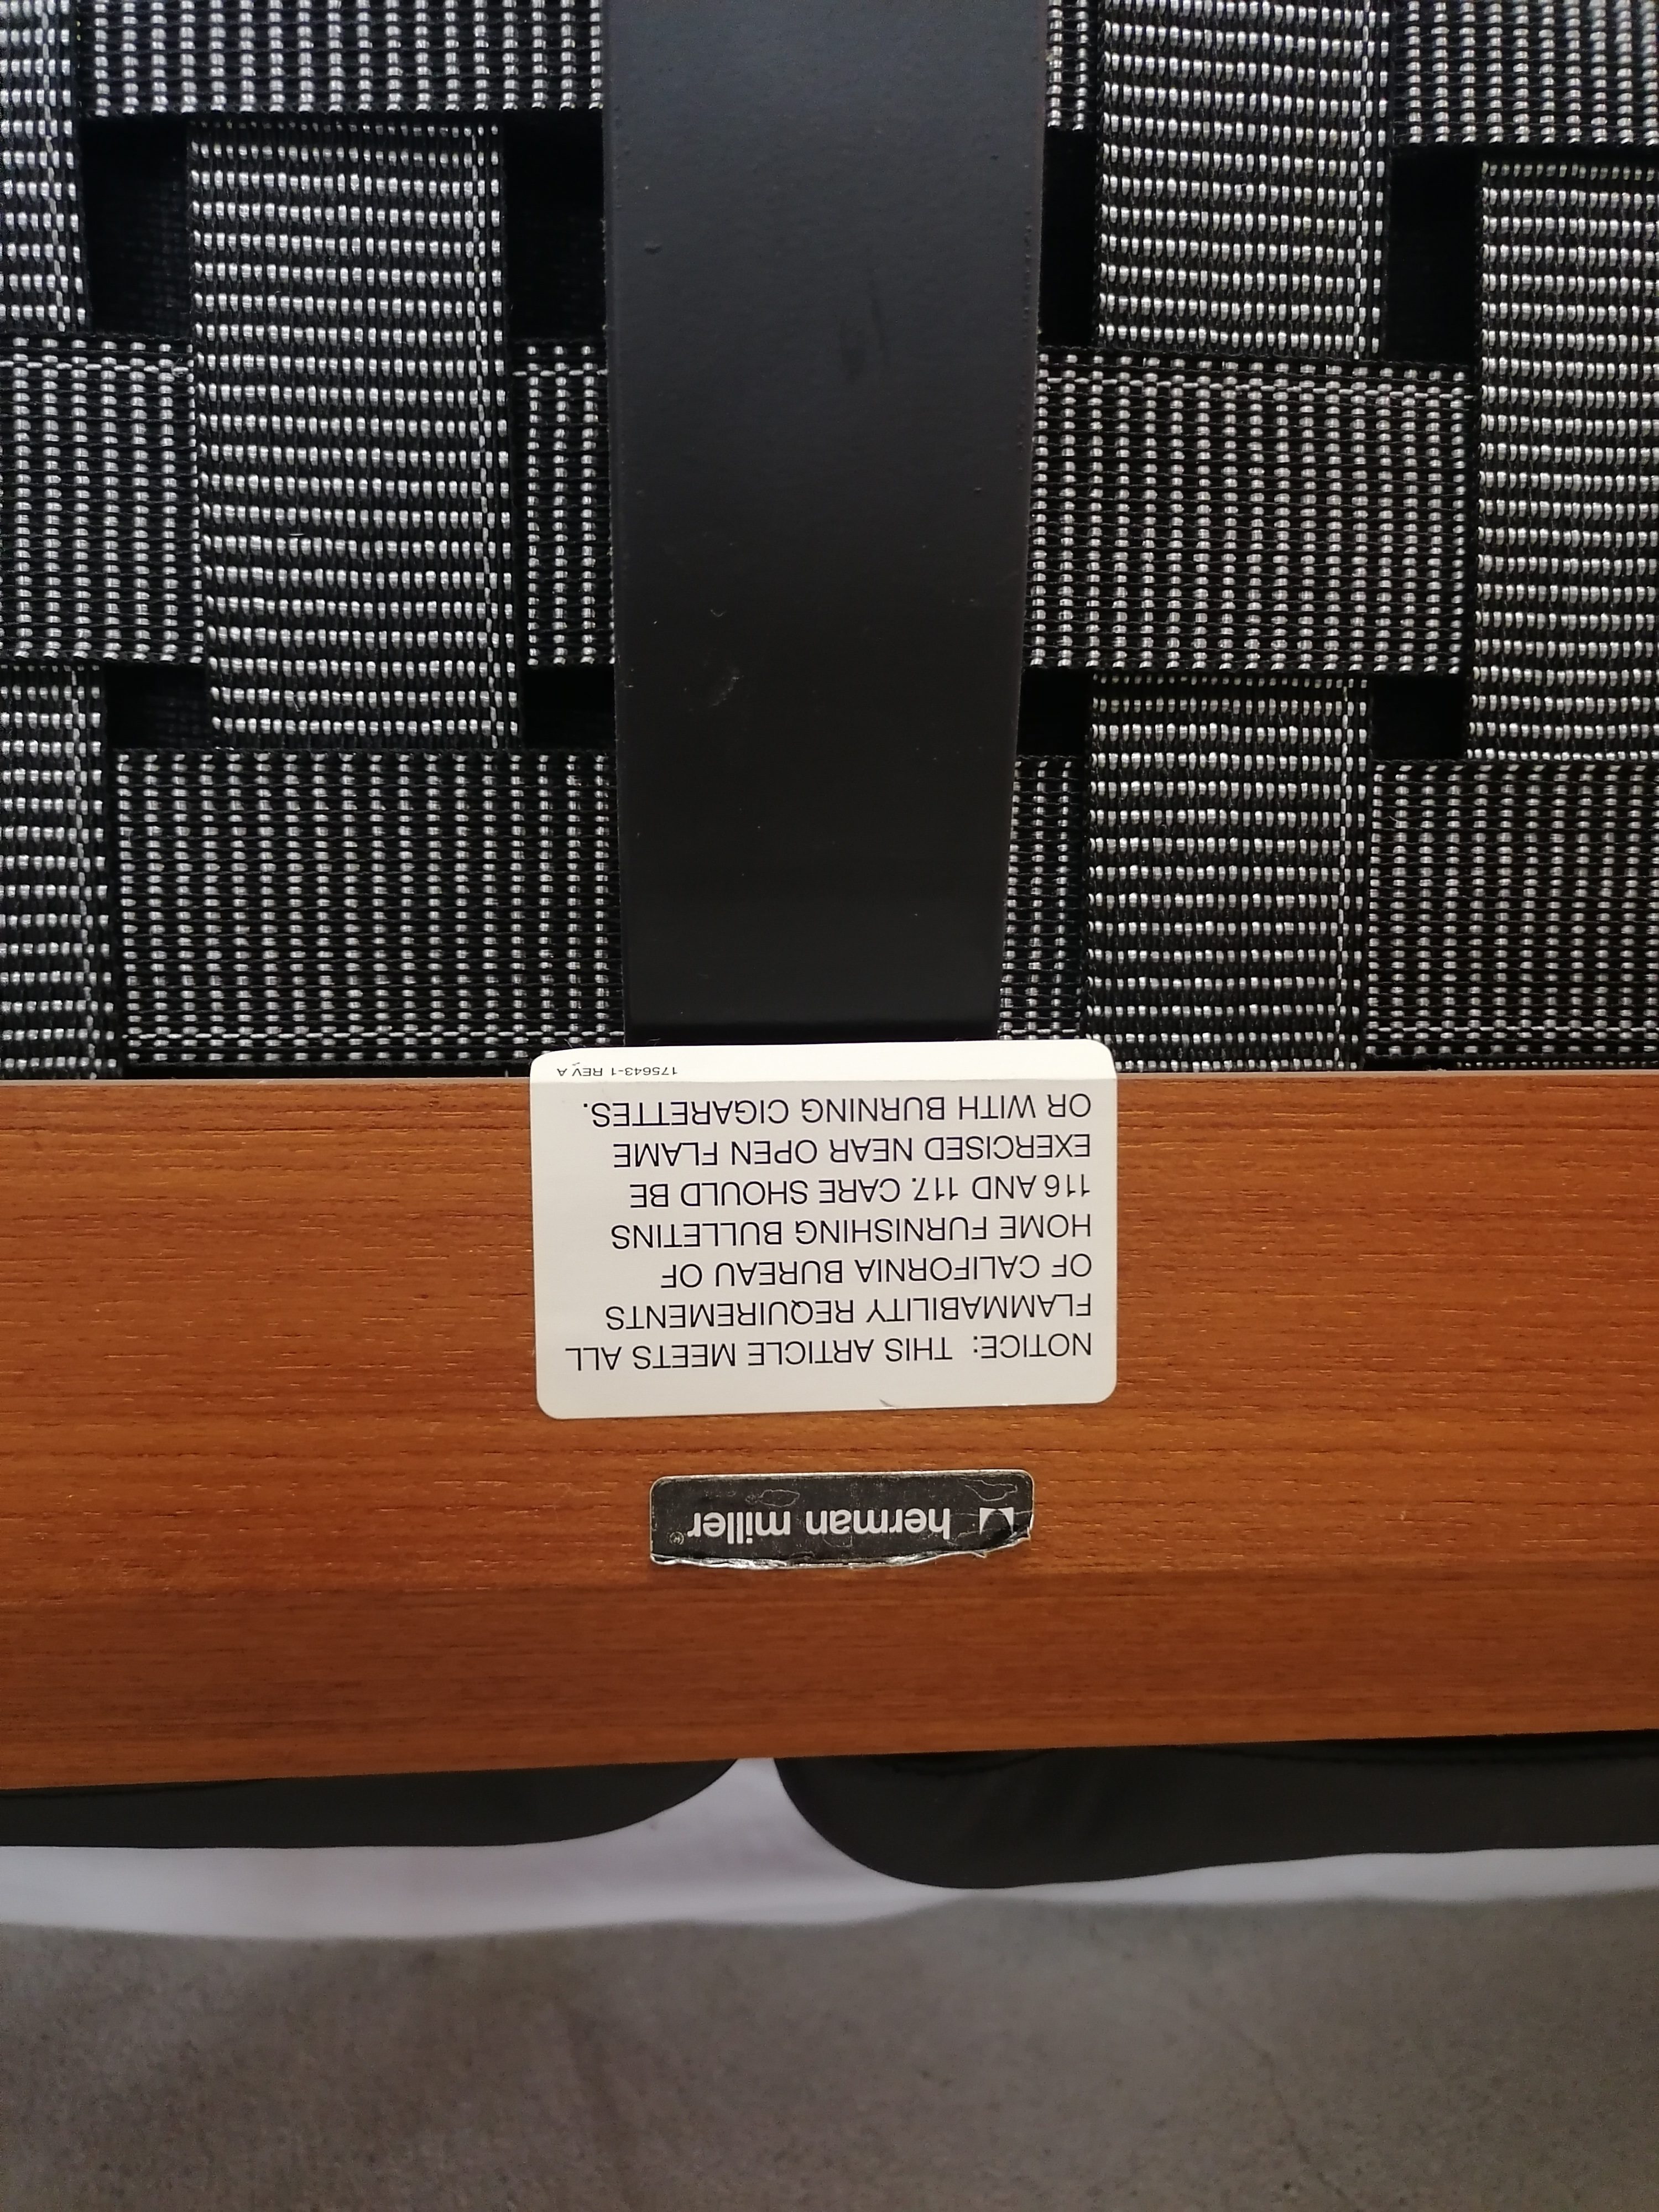 herman miller®
NOTICE: THIS ARTICLE MEETS ALL
FLAMMABILITY REQUIREMENTS
OF CALIFORNIA BUREAU OF
HOME FURNISHING BULLETINS
116 AND 117. CARE SHOULD BE
EXERCISED NEAR OPEN FLAME
OR WITH BURNING CIGARETTES.
175643-1 REV A